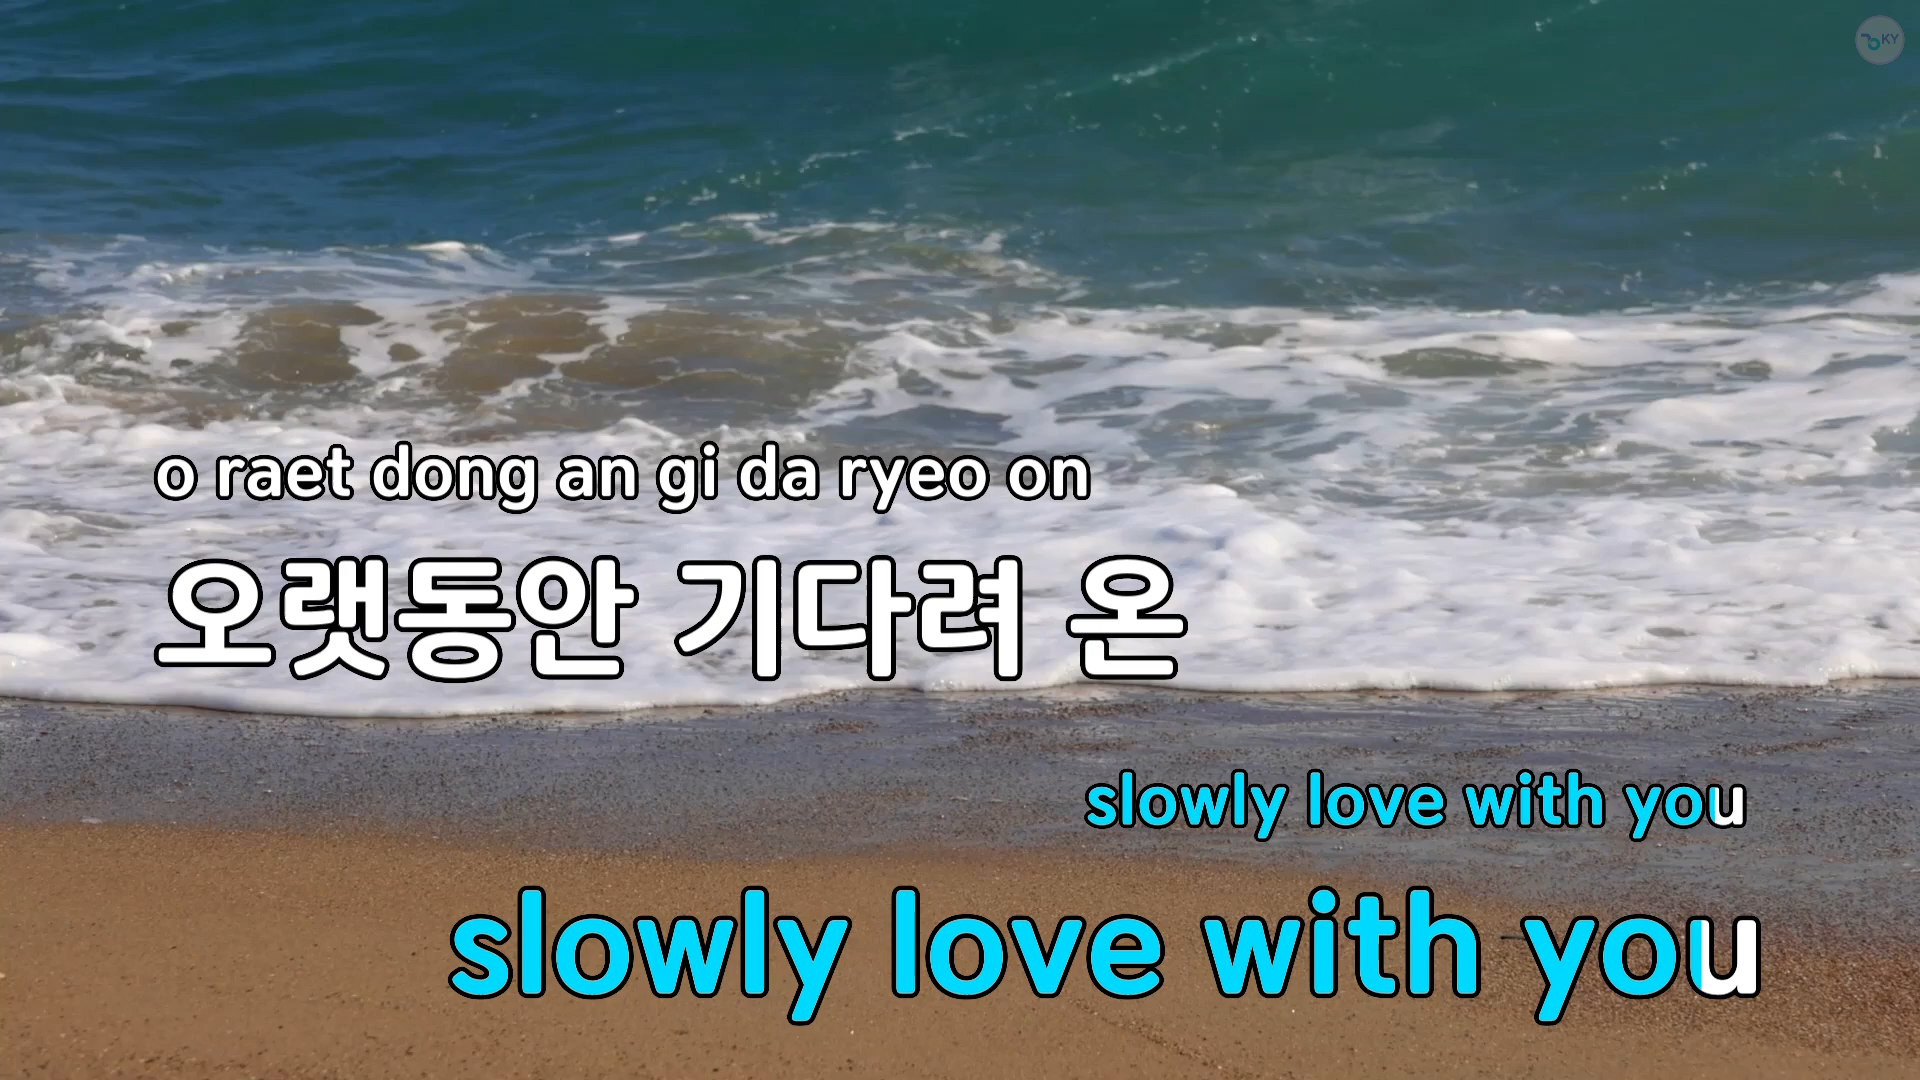 KY
o raet dong an gi da ryeo on
오랫동안 기다려 온
slowly love with you
slowly love with you